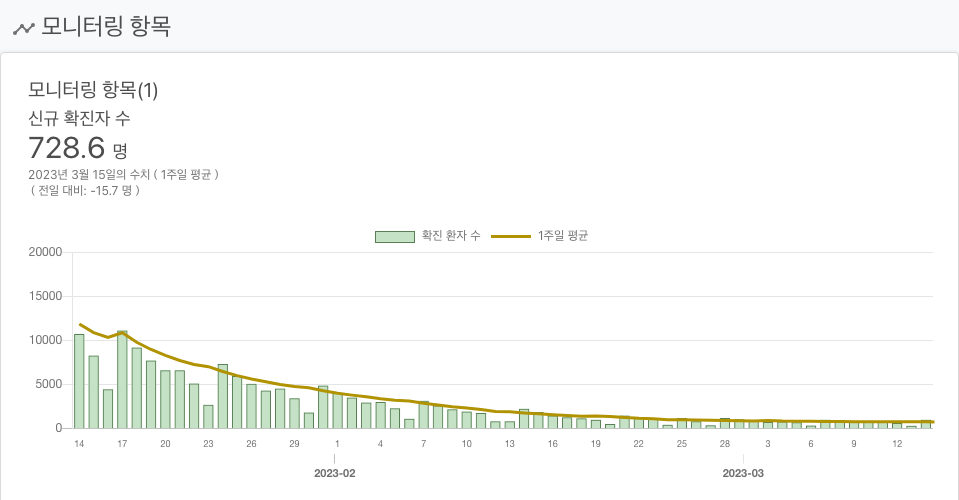 모니터링 항목
모니터링 항목(1)
신규 확진자 수
728.6 명
2023년 3월 15일의 수치 ( 1주일 평균 )
( 전일 대비: -15.7 명 )
확진 환자 수 1주일 평균
20000
15000
10000
5000
0
14 17 20 23 26 29 1 4 7 10 13 16 19 22 25 28 3 6 9 12
2023-02 2023-03